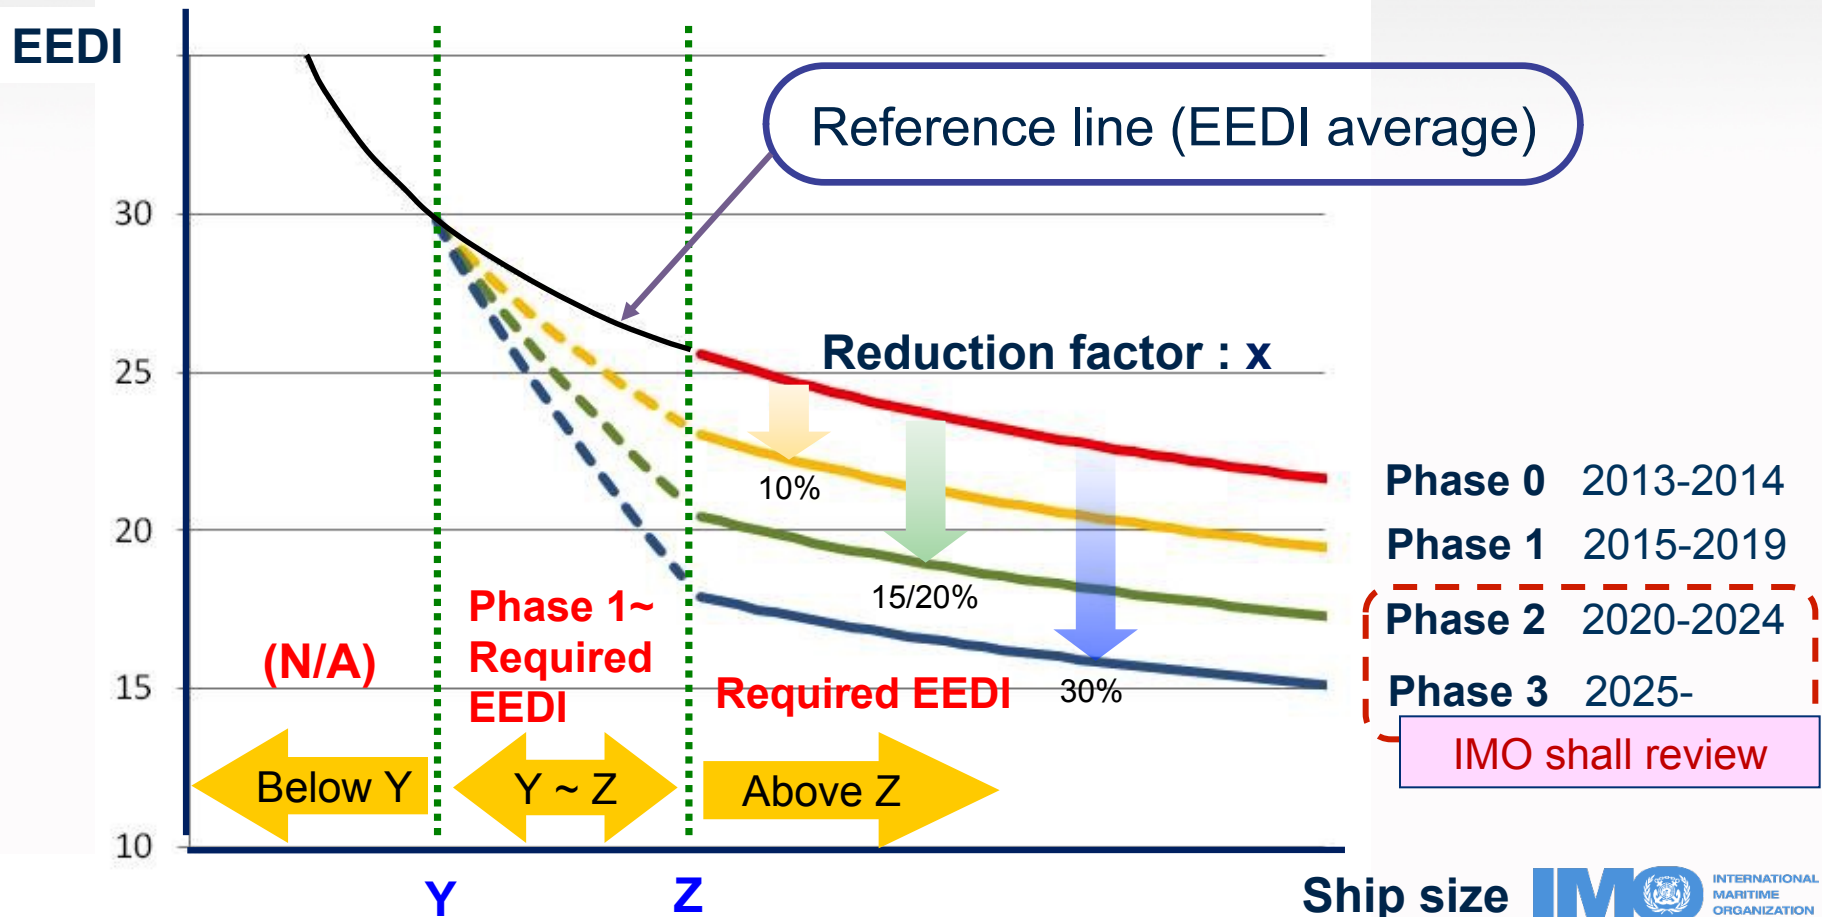 EEDI
Reference line (EEDI average)
30
25
20
15
10
Reduction factor : x
10%
15/20%
30%
Phase 0 2013-2014
Phase 1 2015-2019
Phase 2 2020-2024
Phase 3 2025-
IMO shall review
(N/A)
Phase 1~
Required
EEDI
Required EEDI
Below Y
Y ~ Z
Above Z
Y
Z
Ship size
IMO
INTERNATIONAL
MARITIME
ORGANIZATION